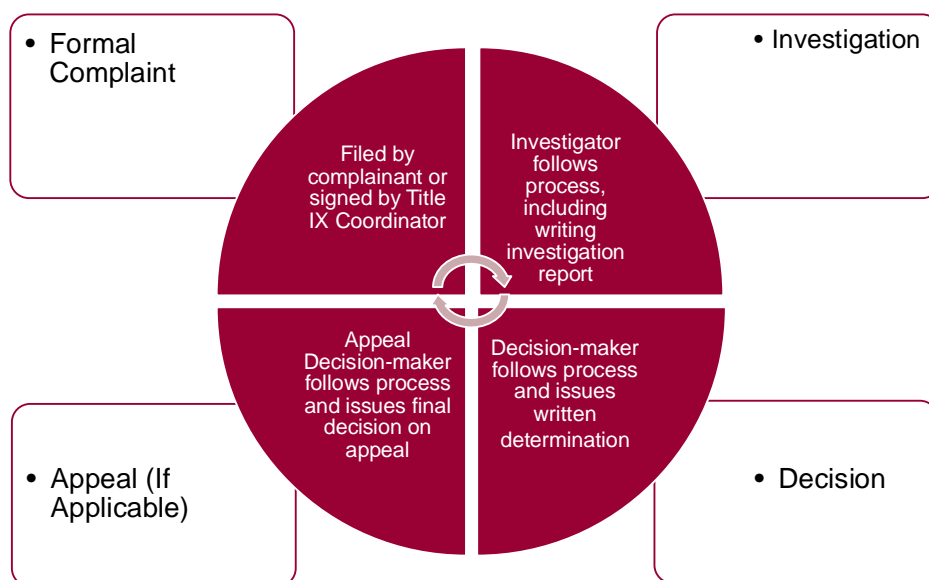 • Formal
Complaint
Filed by
complainant or
signed by Title
IX Coordinator
• Investigation
Investigator
follows
process,
including
writing
investigation
report
• Decision
Decision-maker
follows process
and issues
written
determination
• Appeal (If
Applicable)
Appeal
Decision-maker
follows process
and issues final
decision on
appeal